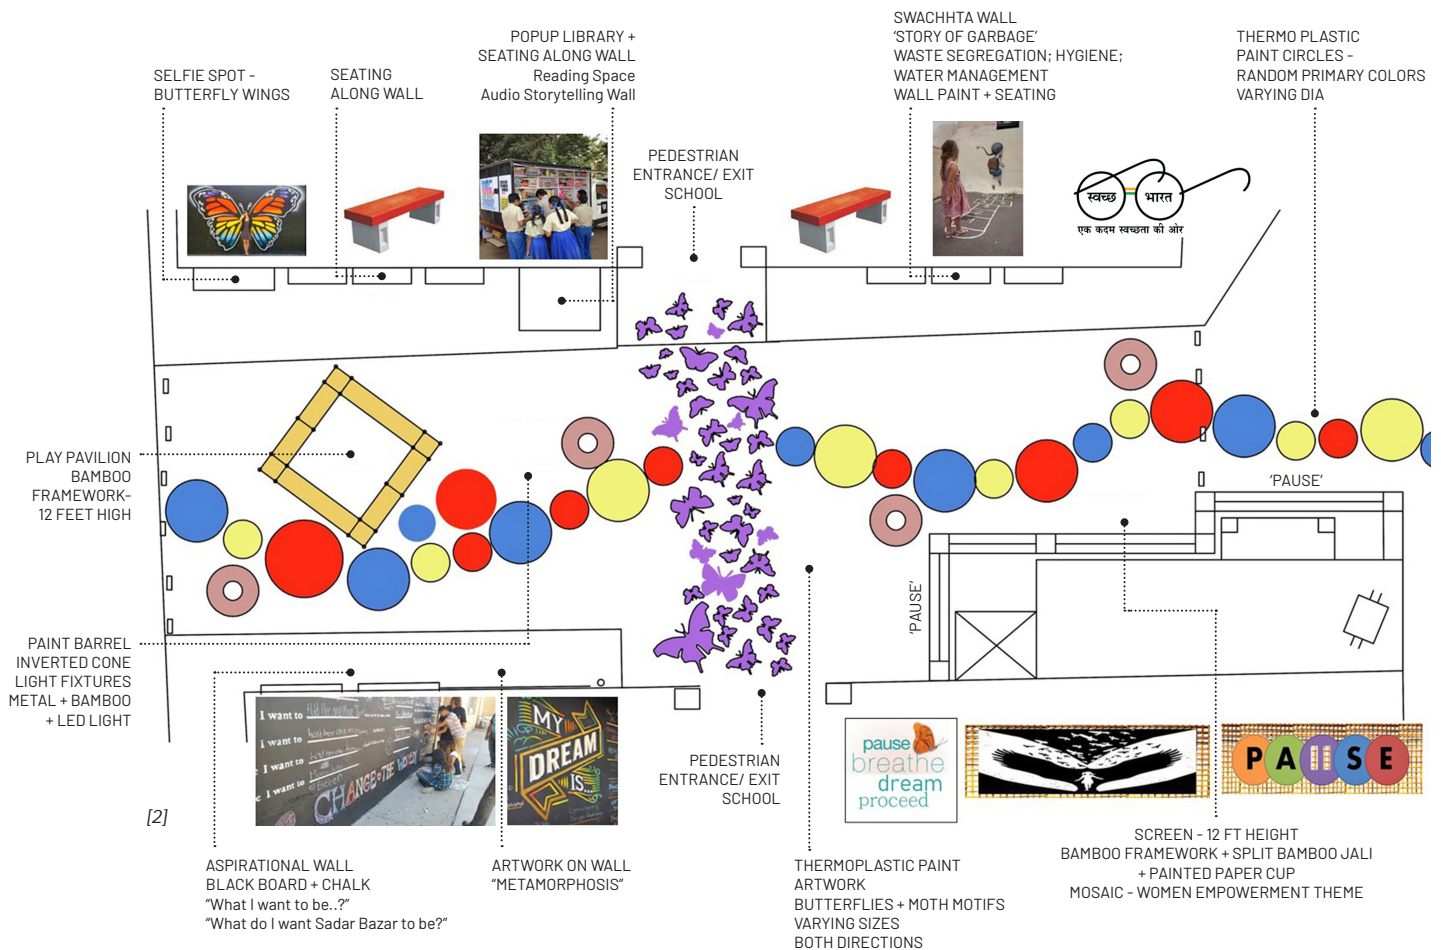 SELFIE SPOT -
BUTTERFLY WINGS
SEATING
ALONG WALL
POPUP LIBRARY +
SEATING ALONG WALL
Reading Space
Audio Storytelling Wall
PEDESTRIAN
ENTRANCE/ EXIT
SCHOOL
SWACHHTA WALL
'STORY OF GARBAGE'
WASTE SEGREGATION; HYGIENE;
WATER MANAGEMENT
WALL PAINT + SEATING
THERMO PLASTIC
PAINT CIRCLES -
RANDOM PRIMARY COLORS
VARYING DIA
स्वच्छ भारत
एक कदम स्वच्छता की ओर
PLAY PAVILION
BAMBOO
FRAMEWORK-
12 FEET HIGH
'PAUSE'
'PAUSE'
PAINT BARREL
INVERTED CONE
LIGHT FIXTURES
METAL + BAMBOO
+ LED LIGHT
I want to
I want to
I want to
I want to
CHANGE THE WORLD
MY
DREAM
IS...
PEDESTRIAN
ENTRANCE/ EXIT
SCHOOL
pause
breathe
dream
proceed
PAUSE
[2]
ASPIRATIONAL WALL
BLACK BOARD + CHALK
"What I want to be..?"
"What do I want Sadar Bazar to be?"
ARTWORK ON WALL
"METAMORPHOSIS"
THERMOPLASTIC PAINT
ARTWORK
BUTTERFLIES + MOTH MOTIFS
VARYING SIZES
BOTH DIRECTIONS
SCREEN - 12 FT HEIGHT
BAMBOO FRAMEWORK + SPLIT BAMBOO JALI
+ PAINTED PAPER CUP
MOSAIC - WOMEN EMPOWERMENT THEME